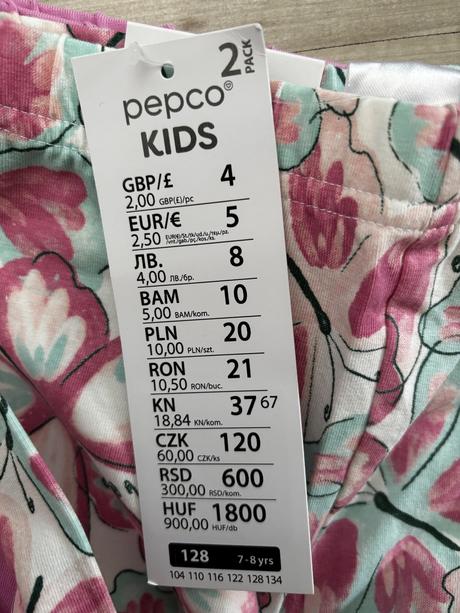 2 PACK
pepco
KIDS
GBP/£ 4
2,00 GBP(£)/pc
EUR/€ 5
2,50
ЛВ. 8
4,00 ЛВ./бр.
BAM 10
5,00 BAM/kom.
PLN 20
10,00 PLN/szt.
RON 21
10,50 RON/buc.
KN 37 67
18,84 KN/kom.
CZK 120
60,00 CZK/ks
RSD 600
300,00 RSD/kom.
HUF 1800
900,00 HUF/db
128 7-8 yrs
104 110 116 122 128 134